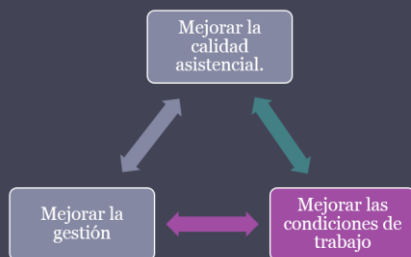 Mejorar la
calidad
asistencial.
Mejorar la
gestión
Mejorar las
condiciones de
trabajo